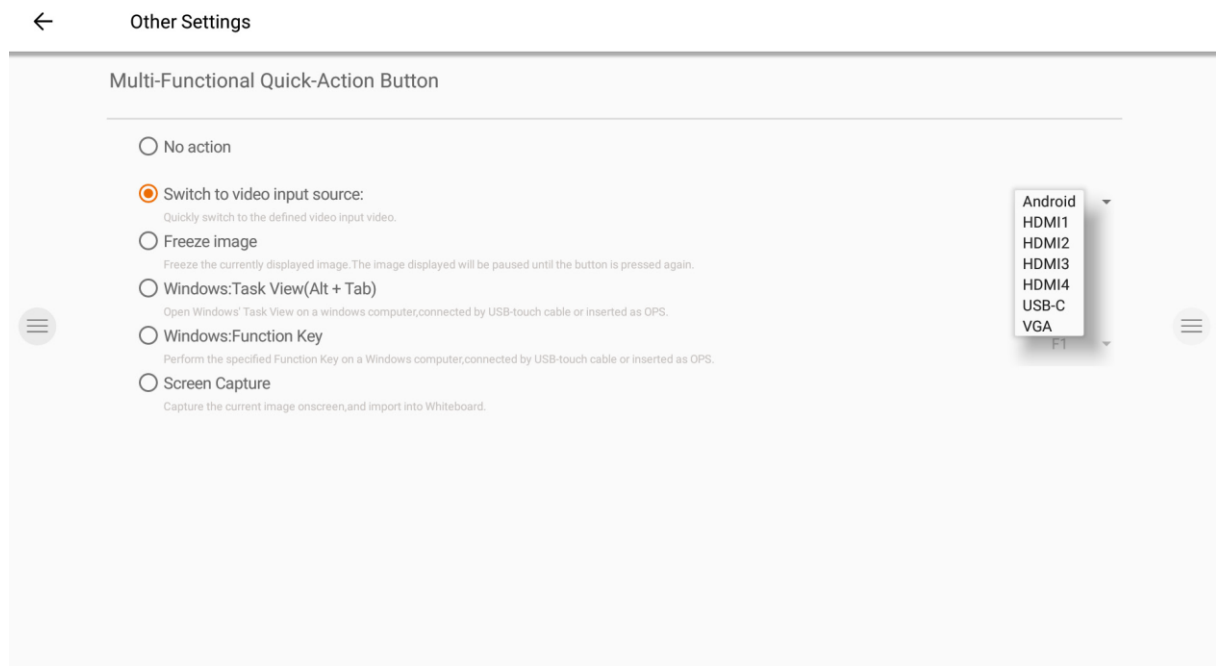 Other Settings
Multi-Functional Quick-Action Button
No action
Switch to video input source:
Quickly switch to the defined video input video.
Freeze image
Freeze the currently displayed image.The image displayed will be paused until the button is pressed again.
Windows:Task View(Alt + Tab)
Open Windows' Task View on a windows computer,connected by USB-touch cable or inserted as OPS.
Windows:Function Key
Perform the specified Function Key on a Windows computer,connected by USB-touch cable or inserted as OPS.
Screen Capture
Capture the current image onscreen,and import into Whiteboard.
Android
HDMI1
HDMI2
HDMI3
HDMI4
USB-C
VGA
F1